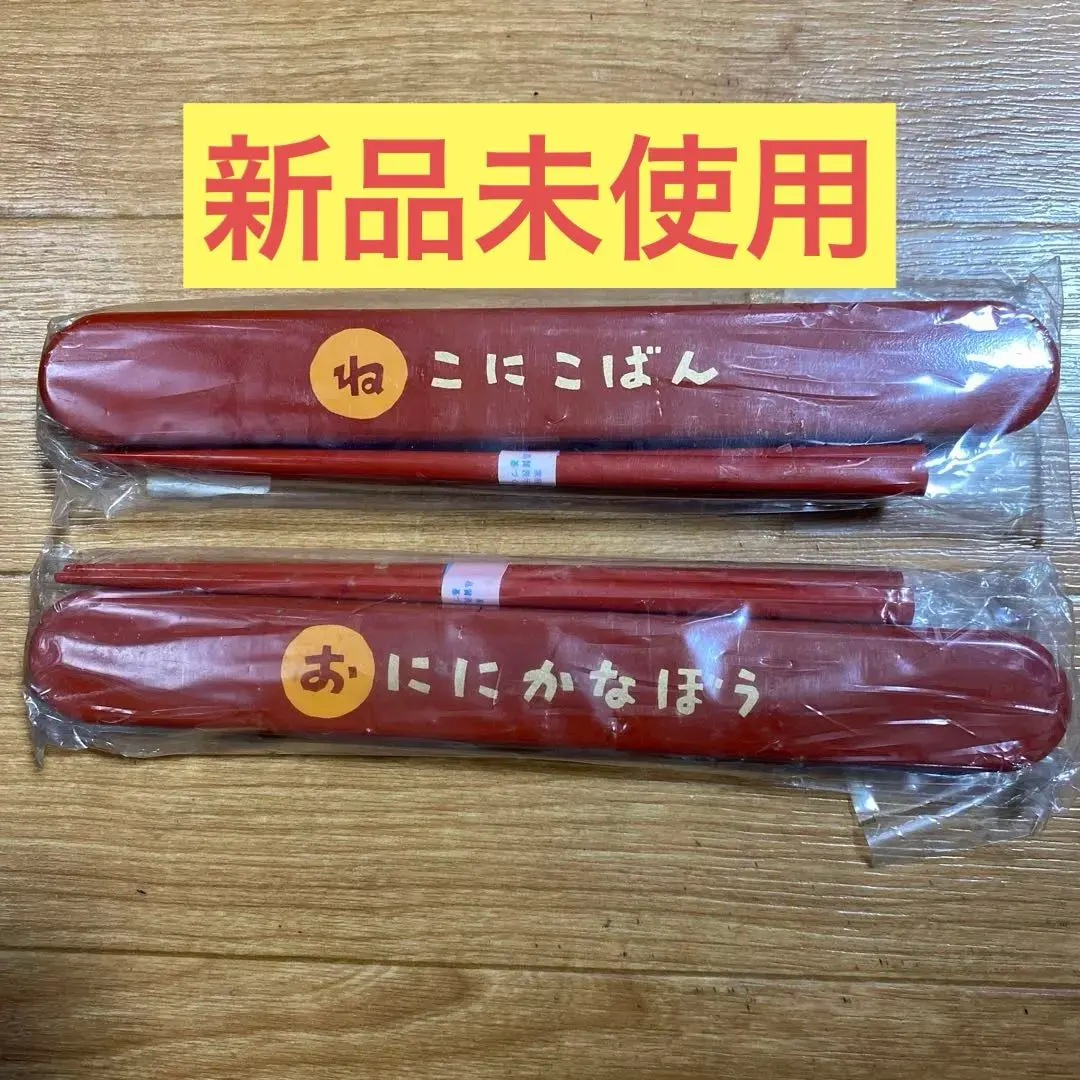 新品未使用
ねこにこばん
おににかなぼう